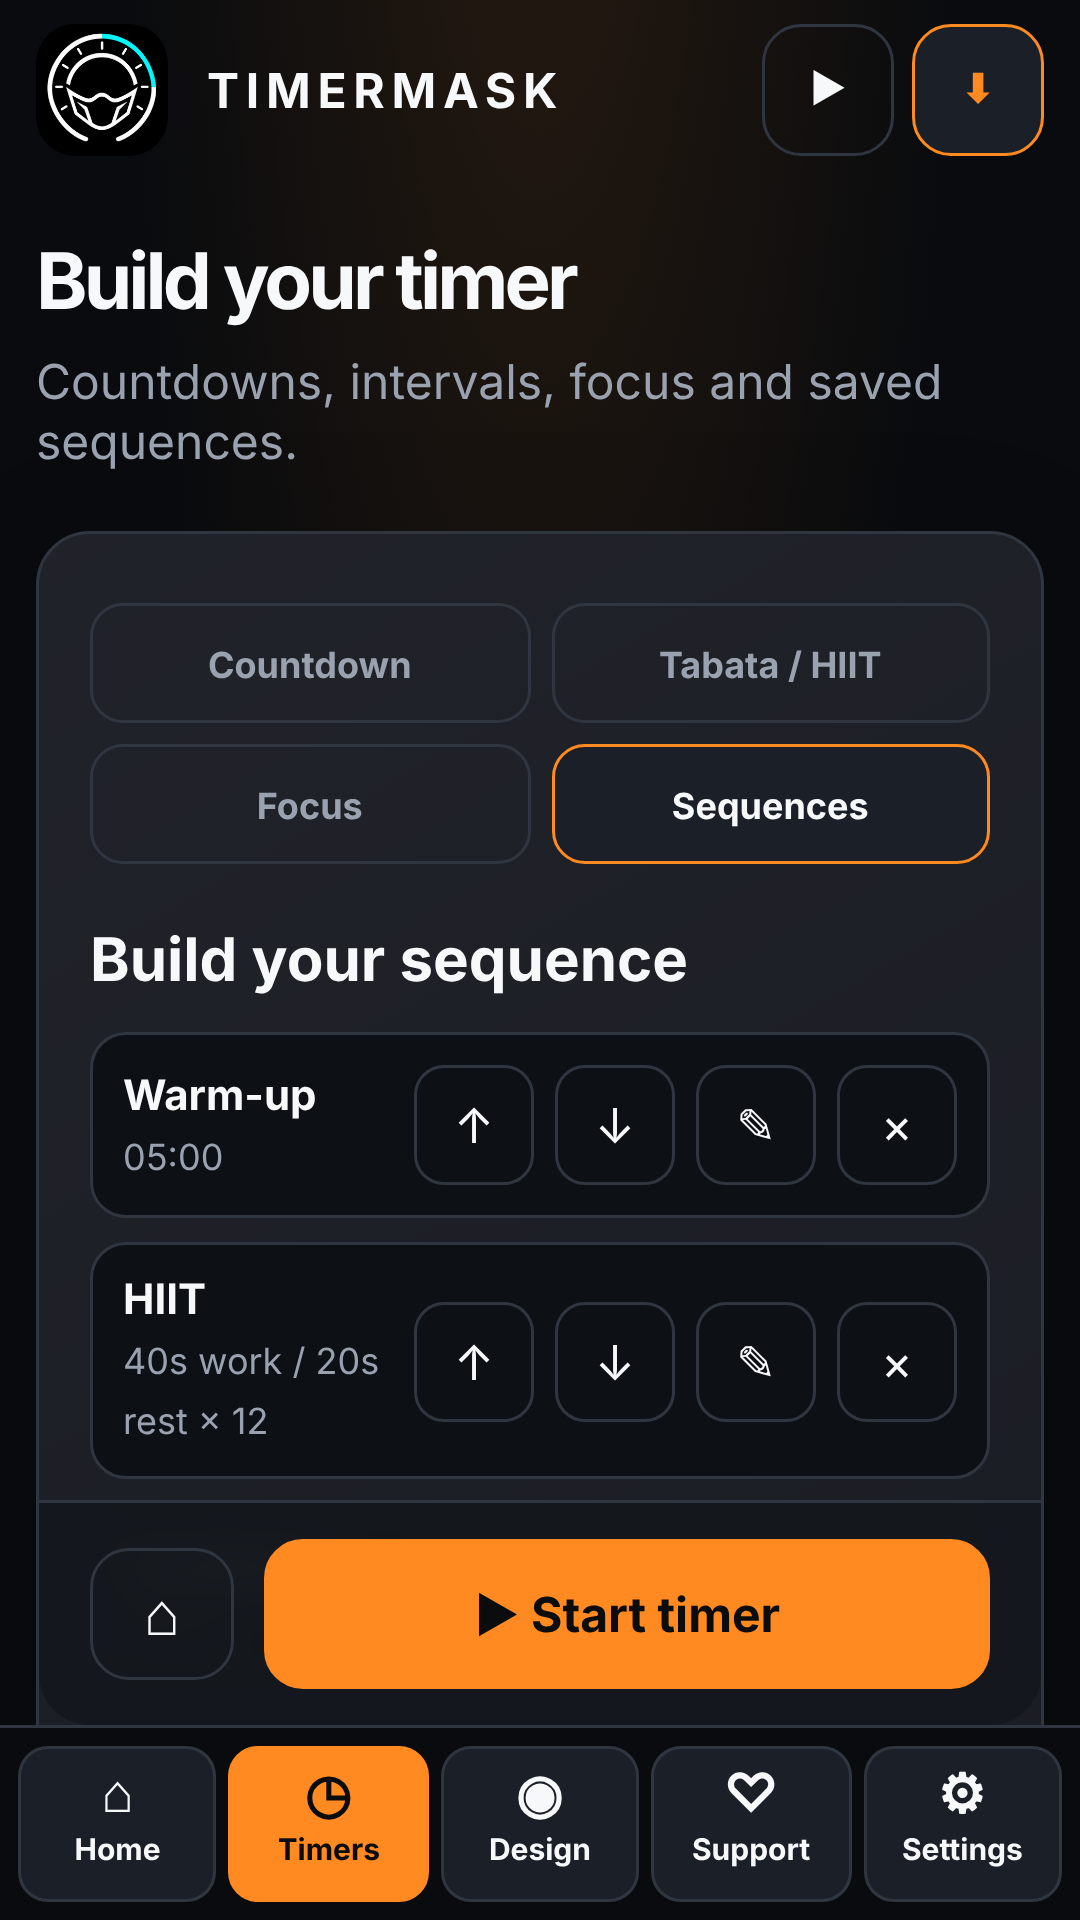 TIMERMASK
Build your timer
Countdowns, intervals, focus and saved
sequences.
Countdown
Tabata / HIIT
Focus
Sequences
Build your sequence
Warm-up
05:00
HIIT
40s work / 20s
rest × 12
Start timer
Home
Timers
Design
Support
Settings